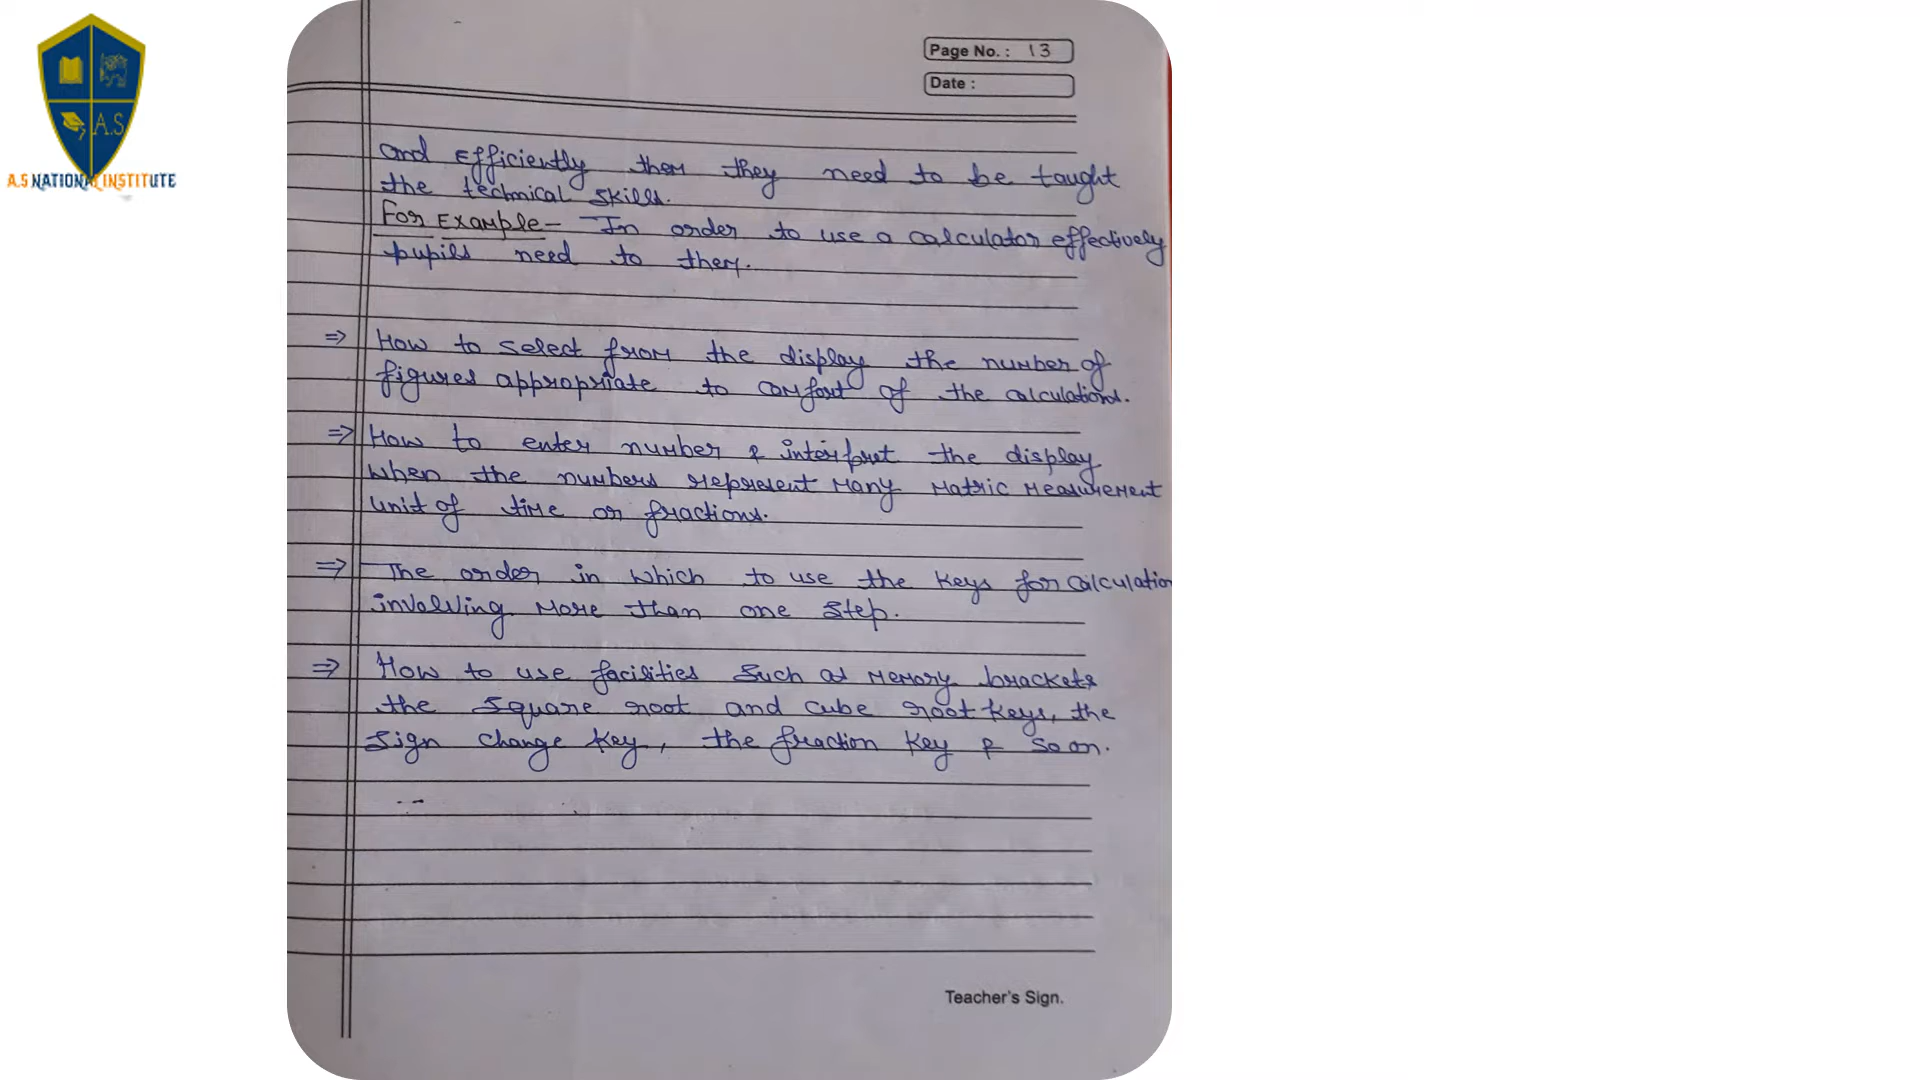 A.S
A.S NATIONAL INSTITUTE
Page No. : 13
Date :
and efficiently them they need to be taught
the technical skills.
For Example - In order to use a calculator effectively
pupils need to them.
⇒ How to select from the display the number of
figures appropriate to comfort of the calculations.
⇒ How to enter number & interpret the display
when the numbers represent many matric measurement
unit of time or fractions.
⇒ The order in which to use the keys for calculation
involving more than one step.
⇒ How to use facilities such as memory brackets
the square root and cube root keys, the
sign change key, the fraction key & so on.
Teacher's Sign.